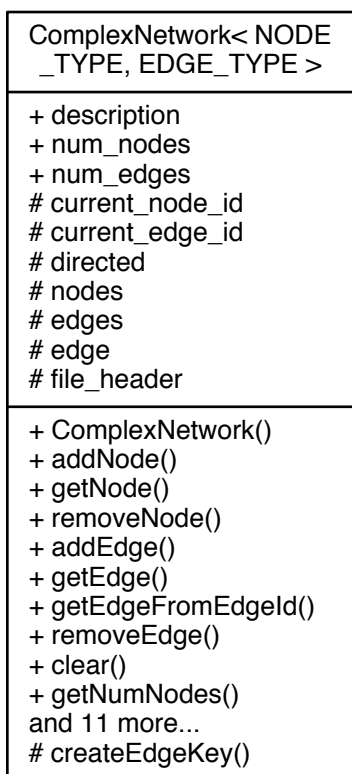 ComplexNetwork< NODE
_TYPE, EDGE_TYPE >
+ description
+ num_nodes
+ num_edges
# current_node_id
# current_edge_id
# directed
# nodes
# edges
# edge
# file_header
+ ComplexNetwork()
+ addNode()
+ getNode()
+ removeNode()
+ addEdge()
+ getEdge()
+ getEdgeFromEdgeId()
+ removeEdge()
+ clear()
+ getNumNodes()
and 11 more...
# createEdgeKey()